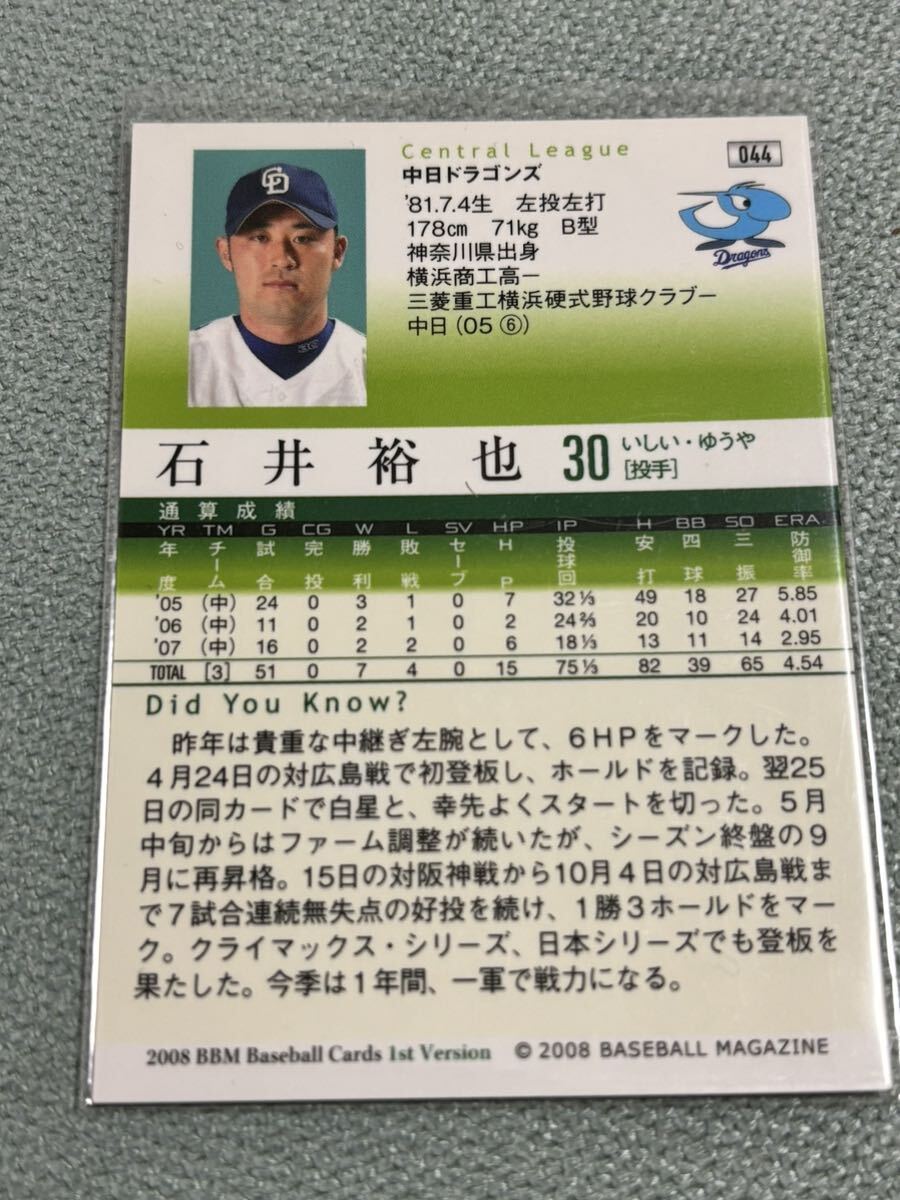 Central League
044
中日ドラゴンズ
'81.7.4生 左投左打
178cm 71kg B型
神奈川県出身
横浜商工高ー
三菱重工横浜硬式野球クラブー
中日(05⑥)
Dragons
CD
30
石井裕也 30 いしい・ゆうや
[投手]
通算成績
YR TM G CG W L SV HP IP H BB SO ERA
年度 チーム 試合 完投 勝利 敗戦 セーブ HP 投球回 安打 四球 三振 防御率
'05 (中) 24 0 3 1 0 7 32 1/3 49 18 27 5.85
'06 (中) 11 0 2 1 0 2 24 2/3 20 10 24 4.01
'07 (中) 16 0 2 2 0 6 18 1/3 13 11 14 2.95
TOTAL [3] 51 0 7 4 0 15 75 1/3 82 39 65 4.54
Did You Know?
昨年は貴重な中継ぎ左腕として、6HPをマークした。
4月24日の対広島戦で初登板し、ホールドを記録。翌25
日の同カードで白星と、幸先よくスタートを切った。5月
中旬からはファーム調整が続いたが、シーズン終盤の9
月に再昇格。15日の対阪神戦から10月4日の対広島戦ま
で7試合連続無失点の好投を続け、1勝3ホールドをマー
ク。クライマックス・シリーズ、日本シリーズでも登板を
果たした。今季は1年間、一軍で戦力になる。
2008 BBM Baseball Cards 1st Version © 2008 BASEBALL MAGAZINE